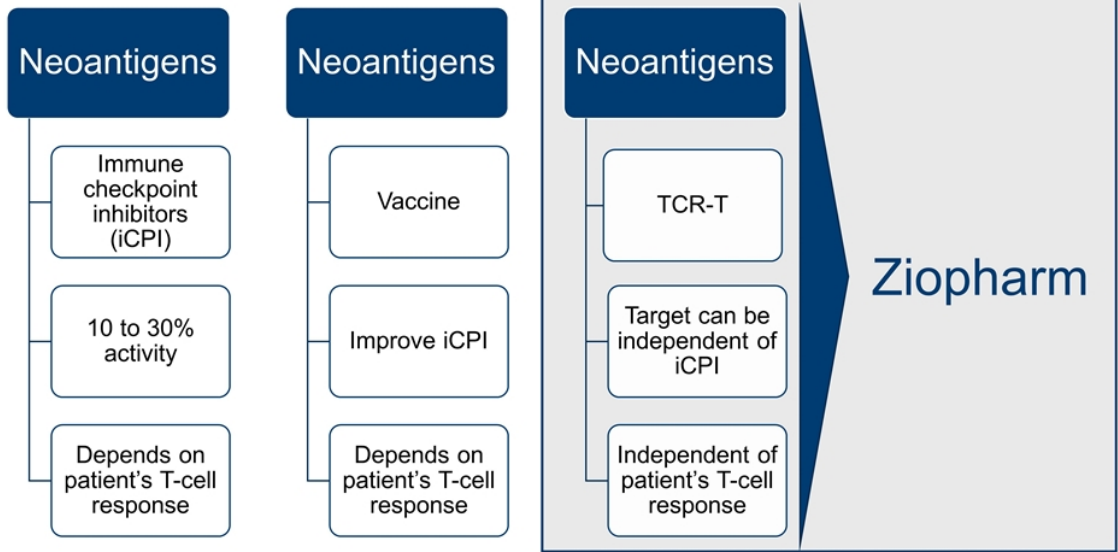 Neoantigens
Immune
checkpoint
inhibitors
(iCPI)
10 to 30%
activity
Depends on
patient’s T-cell
response
Neoantigens
Vaccine
Improve iCPI
Depends on
patient’s T-cell
response
Neoantigens
TCR-T
Target can be
independent of
iCPI
Independent of
patient’s T-cell
response
Ziopharm